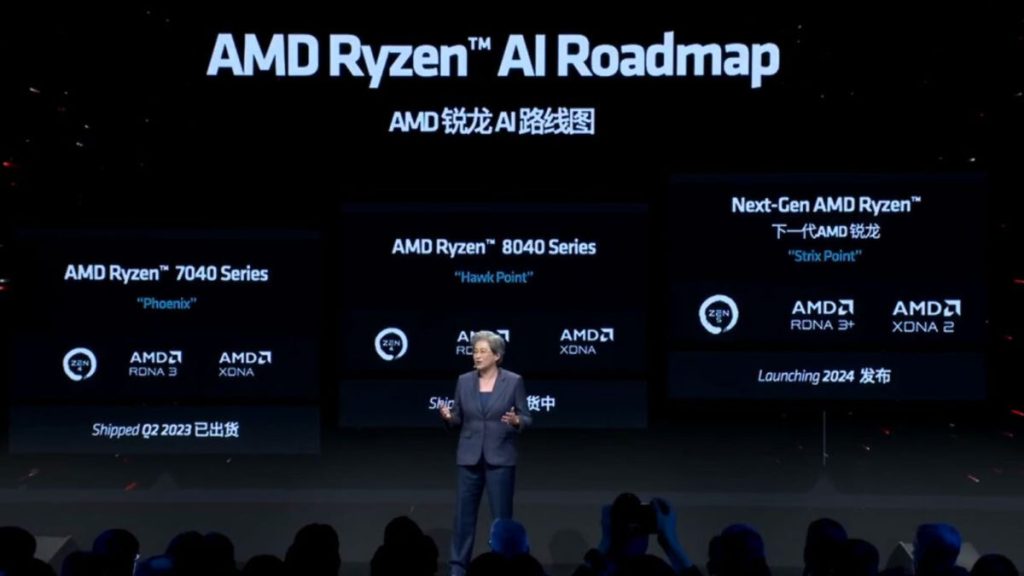 AMD Ryzen™ AI Roadmap
AMD 锐龙 AI 路线图
AMD Ryzen™ 7040 Series
"Phoenix"
ZEN 4
AMD RDNA 3
AMD XDNA
Shipped Q2 2023 已出货
AMD Ryzen™ 8040 Series
"Hawk Point"
ZEN 4
AMD
AMD XDNA
货中
Next-Gen AMD Ryzen™
下一代AMD 锐龙
"Strix Point"
ZEN 5
AMD RDNA 3+
AMD XDNA 2
Launching 2024 发布